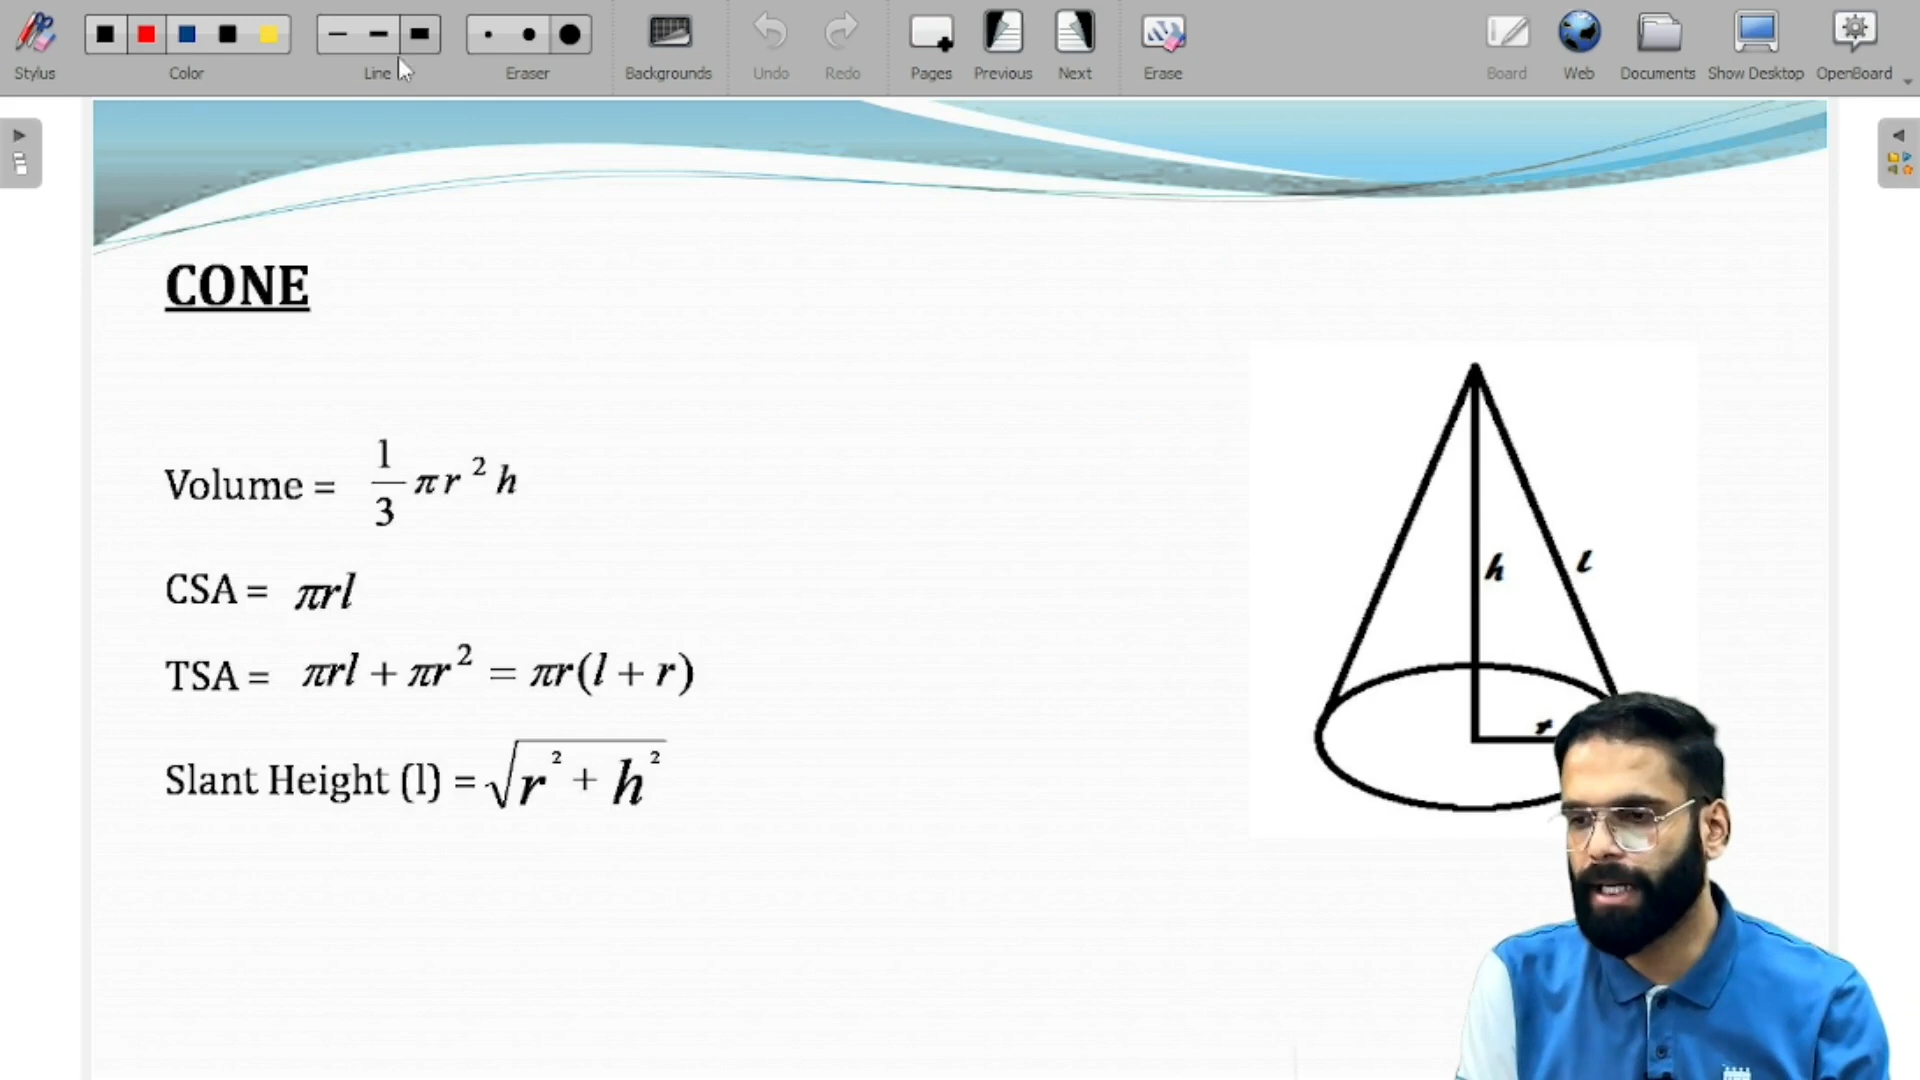 Stylus
Color
Line
Eraser
Backgrounds
Undo
Redo
Pages
Previous
Next
Erase
Board
Web
Documents
Show Desktop
OpenBoard
CONE
Volume = 1/3 πr²h
CSA = πrl
TSA = πrl + πr² = πr(l + r)
Slant Height (l) = √(r² + h²)
h
l
r